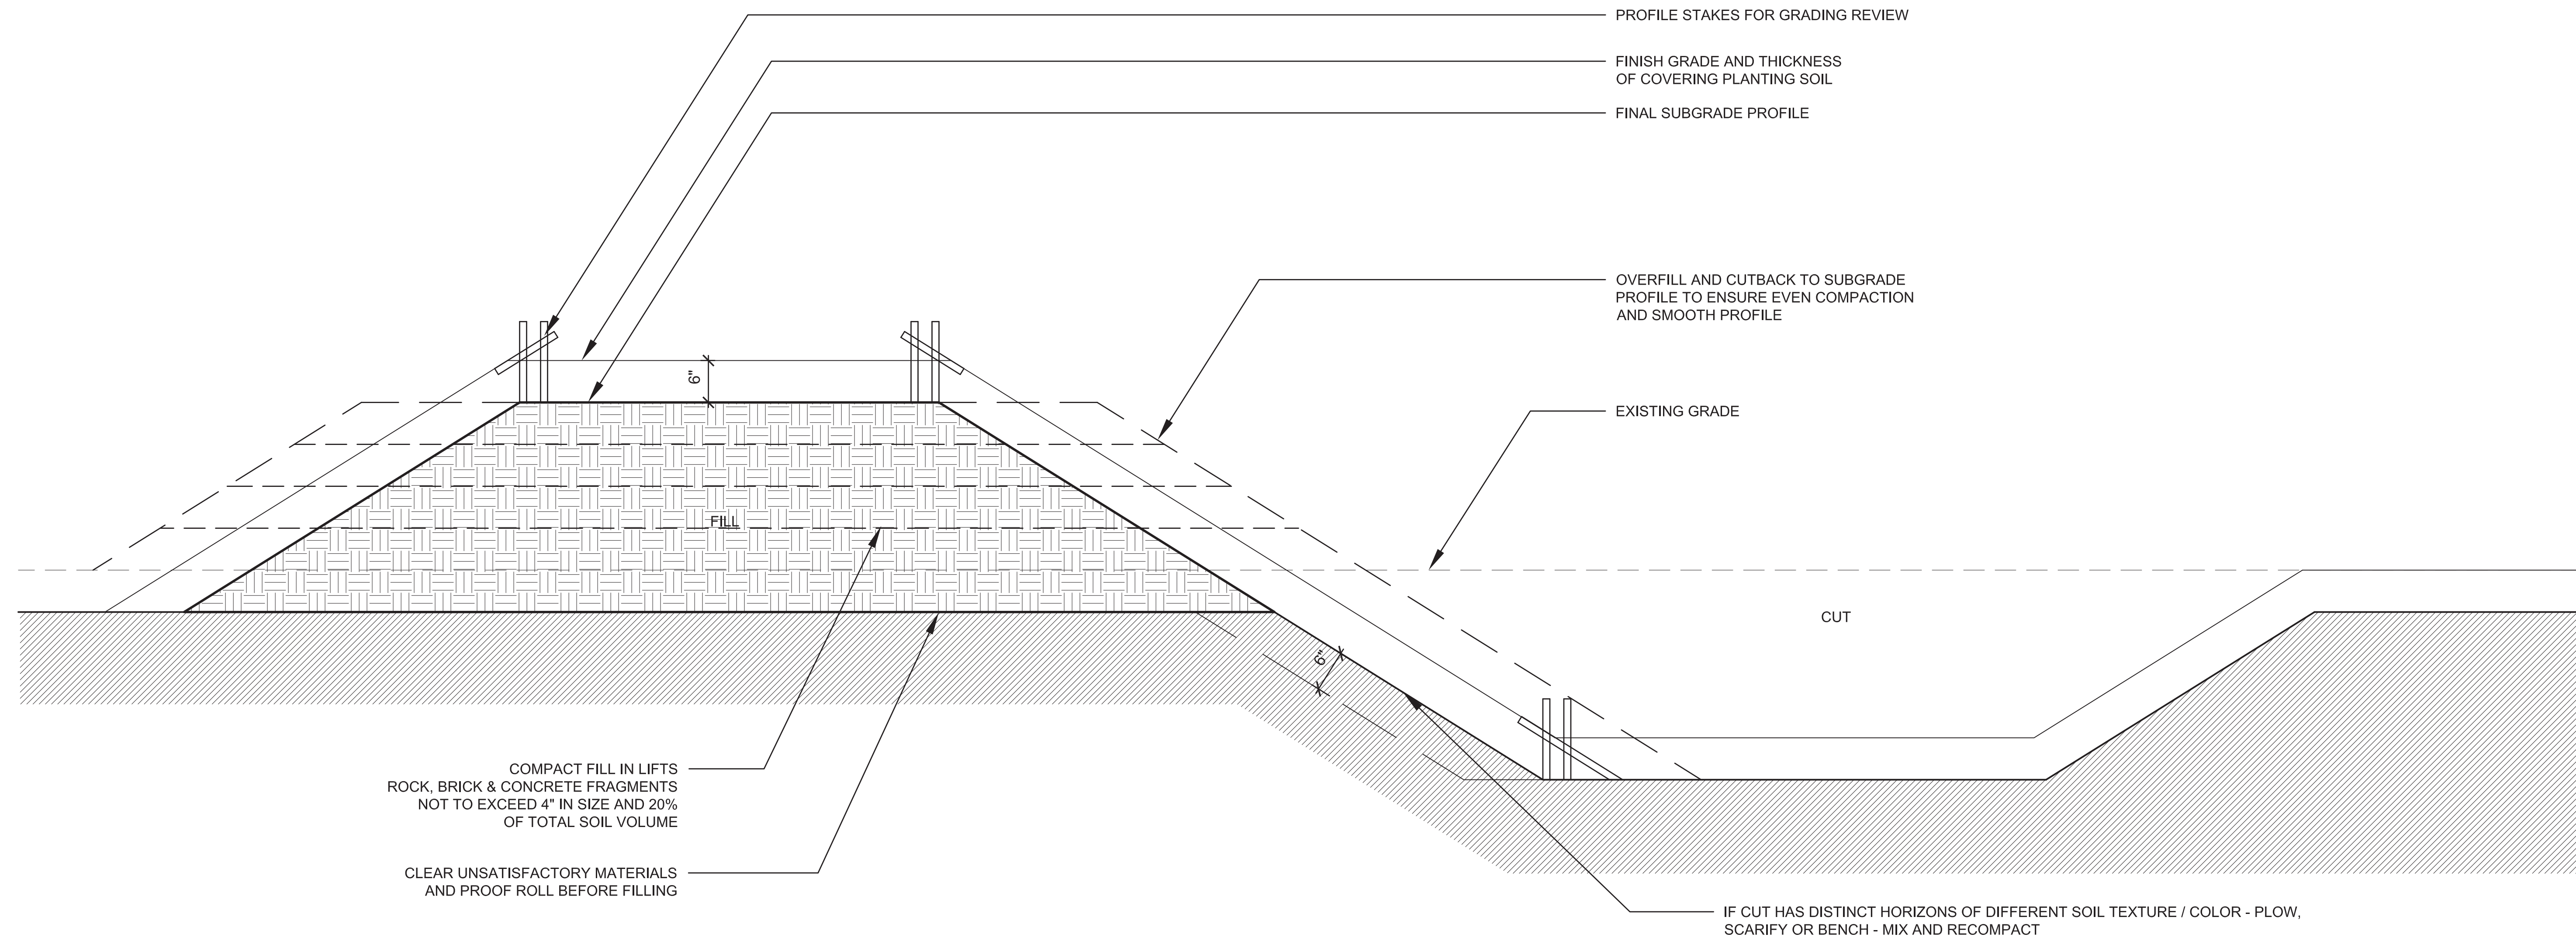 PROFILE STAKES FOR GRADING REVIEW
FINISH GRADE AND THICKNESS
OF COVERING PLANTING SOIL
FINAL SUBGRADE PROFILE
OVERFILL AND CUTBACK TO SUBGRADE
PROFILE TO ENSURE EVEN COMPACTION
AND SMOOTH PROFILE
6"
EXISTING GRADE
FILL
CUT
6"
COMPACT FILL IN LIFTS
ROCK, BRICK & CONCRETE FRAGMENTS
NOT TO EXCEED 4" IN SIZE AND 20%
OF TOTAL SOIL VOLUME
CLEAR UNSATISFACTORY MATERIALS
AND PROOF ROLL BEFORE FILLING
IF CUT HAS DISTINCT HORIZONS OF DIFFERENT SOIL TEXTURE / COLOR - PLOW,
SCARIFY OR BENCH - MIX AND RECOMPACT